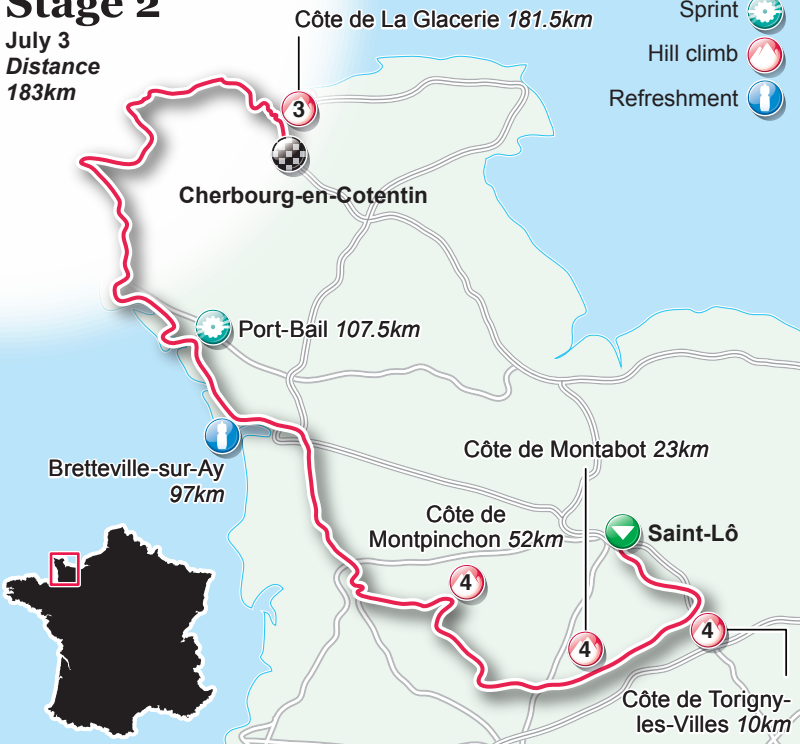 Stage 2
July 3
Distance
183km
Côte de La Glacerie 181.5km
Sprint
Hill climb
Refreshment
3
Cherbourg-en-Cotentin
Port-Bail 107.5km
Bretteville-sur-Ay
97km
Côte de Montabot 23km
Côte de
Montpinchon 52km
Saint-Lô
4
4
4
Côte de Torigny-
les-Villes 10km